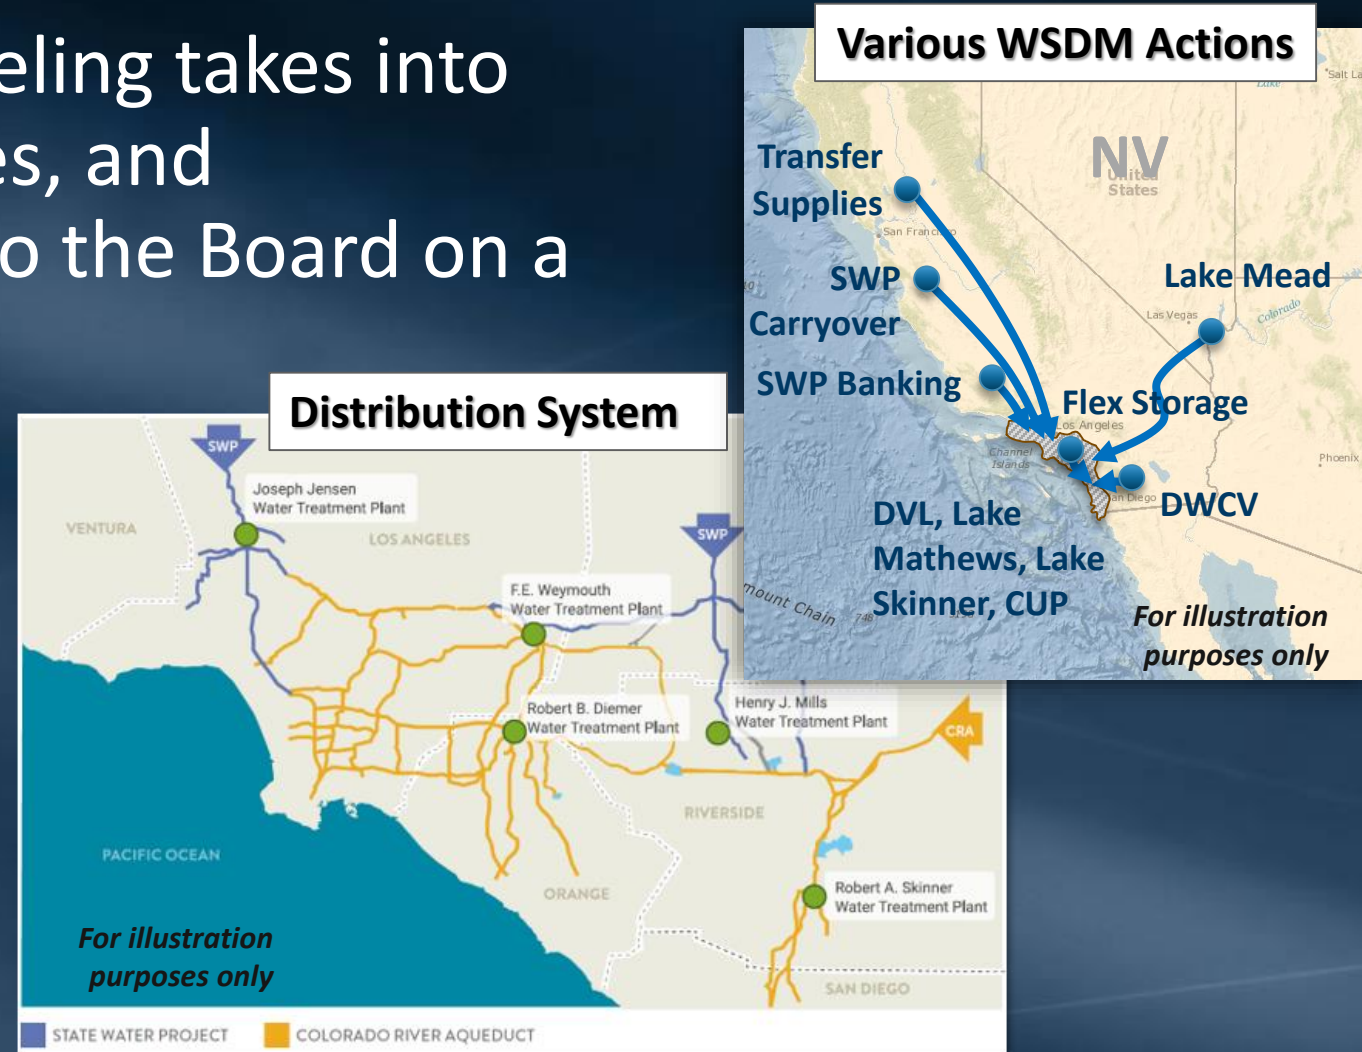 eling takes into
es, and
o the Board on a
Various WSDM Actions
Salt La
Lake
NV
United
States
Transfer
Supplies
San Francisco
SWP
Carryover
Lake Mead
Las Vegas
Colorado
SWP Banking
Flex Storage
Los Angeles
Channel
Islands
Phoenix
San Diego
DWCV
DVL, Lake
Mathews, Lake
Skinner, CUP
mount Chain
For illustration
purposes only
Distribution System
SWP
Joseph Jensen
Water Treatment Plant
VENTURA
LOS ANGELES
SWP
F.E. Weymouth
Water Treatment Plant
Robert B. Diemer
Water Treatment Plant
Henry J. Mills
Water Treatment Plant
CRA
RIVERSIDE
PACIFIC OCEAN
ORANGE
Robert A. Skinner
Water Treatment Plant
For illustration
purposes only
SAN DIEGO
STATE WATER PROJECT
COLORADO RIVER AQUEDUCT